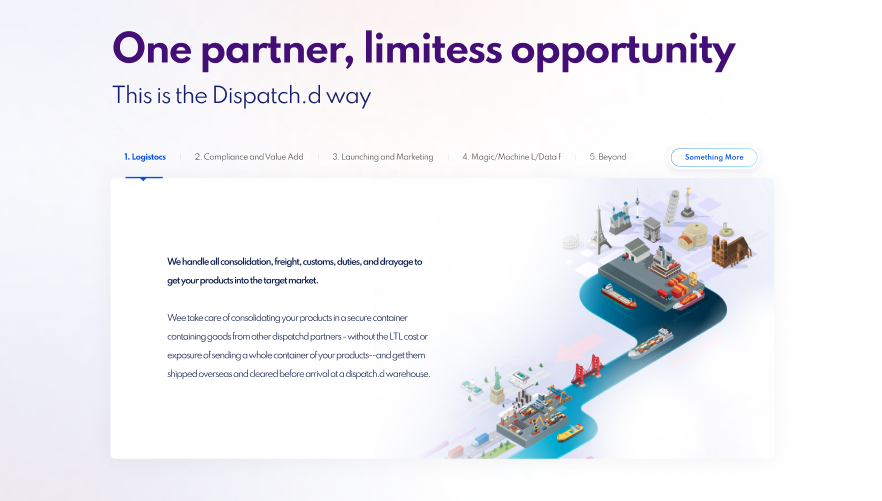 One partner, limitess opportunity
This is the Dispatch.d way
1. Logistocs
2. Compliance and Value Add
3. Launching and Marketing
4. Magic/Machine L/Data f
5. Beyond
Something More
We handle all consolidation, freight, customs, duties, and drayage to
get your products into the target market.
Wee take care of consolidating your products in a secure container
containing goods from other dispatchd partners - without the LTL cost or
exposure of sending a whole container of your products--and get them
shipped overseas and cleared before arrival at a dispatch.d warehouse.